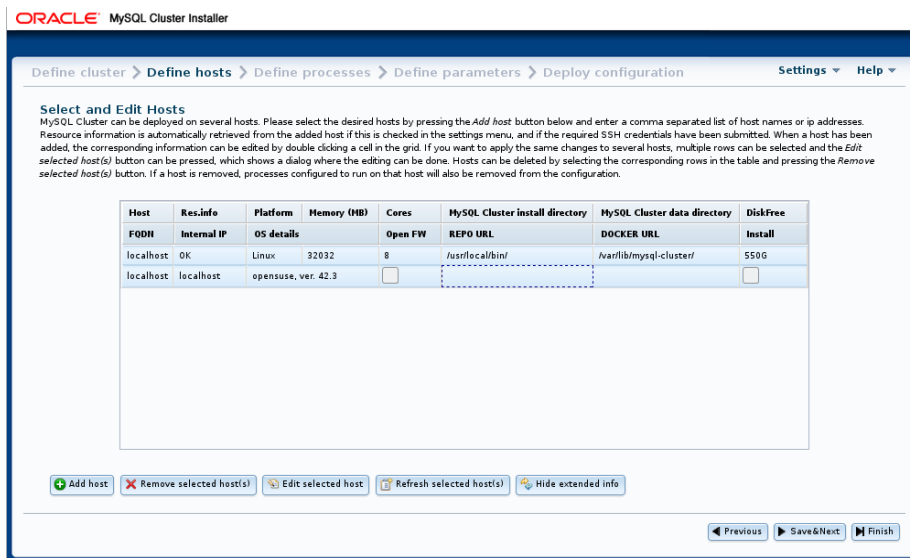 ORACLE® MySQL Cluster Installer
Define cluster Define hosts Define processes Define parameters Deploy configuration Settings Help
Select and Edit Hosts
MySQL Cluster can be deployed on several hosts. Please select the desired hosts by pressing the Add host button below and enter a comma separated list of host names or ip addresses.
Resource information is automatically retrieved from the added host if this is checked in the settings menu, and if the required SSH credentials have been submitted. When a host has been
added, the corresponding information can be edited by double clicking a cell in the grid. If you want to apply the same changes to several hosts, multiple rows can be selected and the Edit
selected host(s) button can be pressed, which shows a dialog where the editing can be done. Hosts can be deleted by selecting the corresponding rows in the table and pressing the Remove
selected host(s) button. If a host is removed, processes configured to run on that host will also be removed from the configuration.
Host Res.info Platform Memory (MB) Cores MySQL Cluster install directory MySQL Cluster data directory DiskFree
FQDN Internal IP OS details Open FW REPO URL DOCKER URL Install
localhost OK Linux 32032 8 /usr/local/bin/ /var/lib/mysql-cluster/ 550G
localhost localhost opensuse, ver. 42.3
Add host Remove selected host(s) Edit selected host Refresh selected host(s) Hide extended info
Previous Save&Next Finish